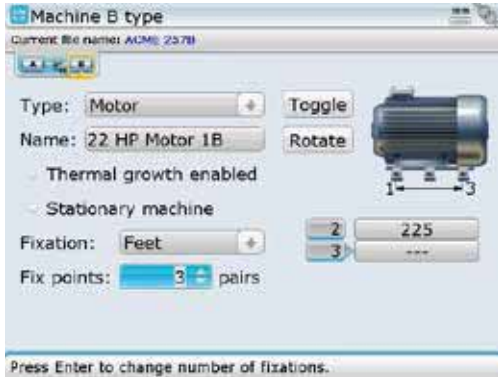 Machine B type
Current file name: ACME 257B
A B
Type: Motor Toggle
Name: 22 HP Motor 1B Rotate
Thermal growth enabled
Stationary machine
1 3
Fixation: Feet
2 225
3 ---
Fix points: 3 pairs
Press Enter to change number of fixations.